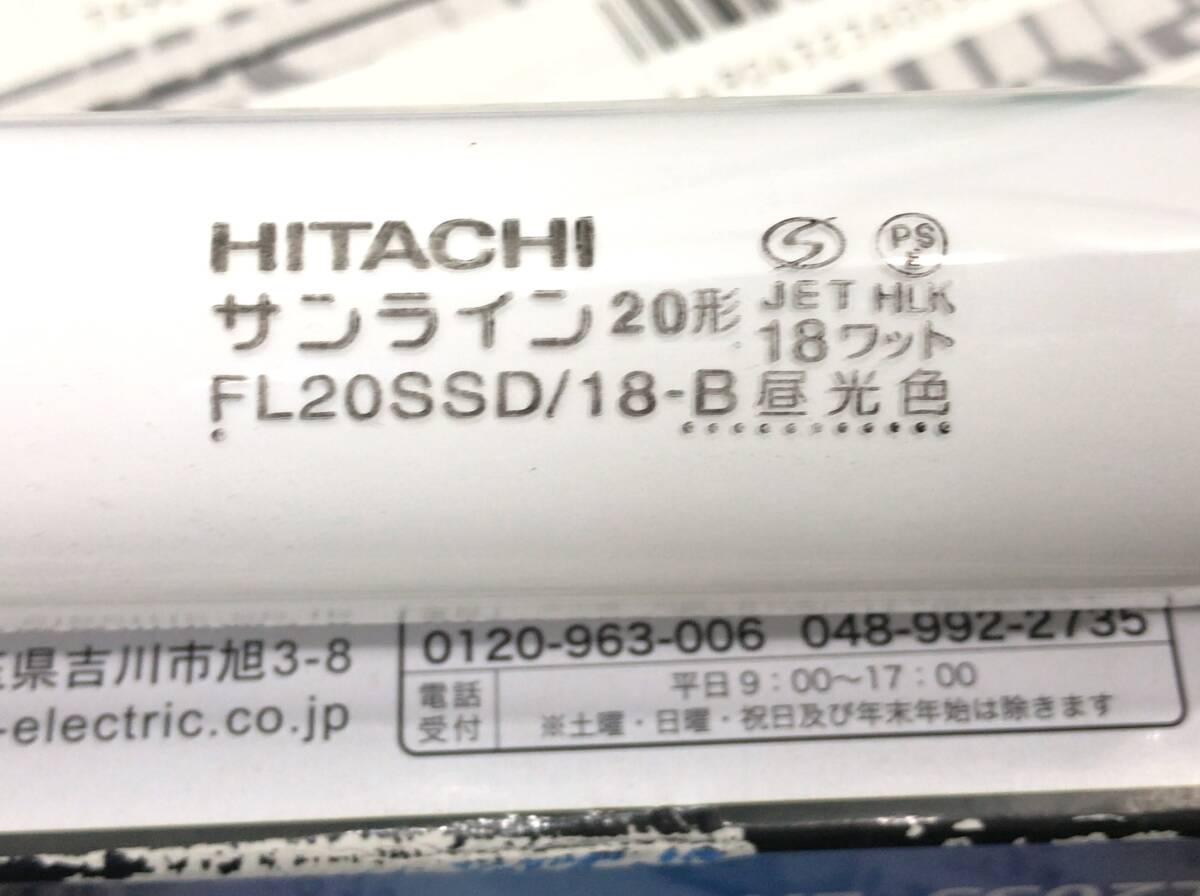 HITACHI
PS E
サンライン 20形
JET HLK
18ワット
FL20SSD/18-B 昼光色
県吉川市旭3-8
-electric.co.jp
0120-963-006 048-992-2735
電話受付
平日9：00〜17：00
※土曜・日曜・祝日及び年末年始は除きます